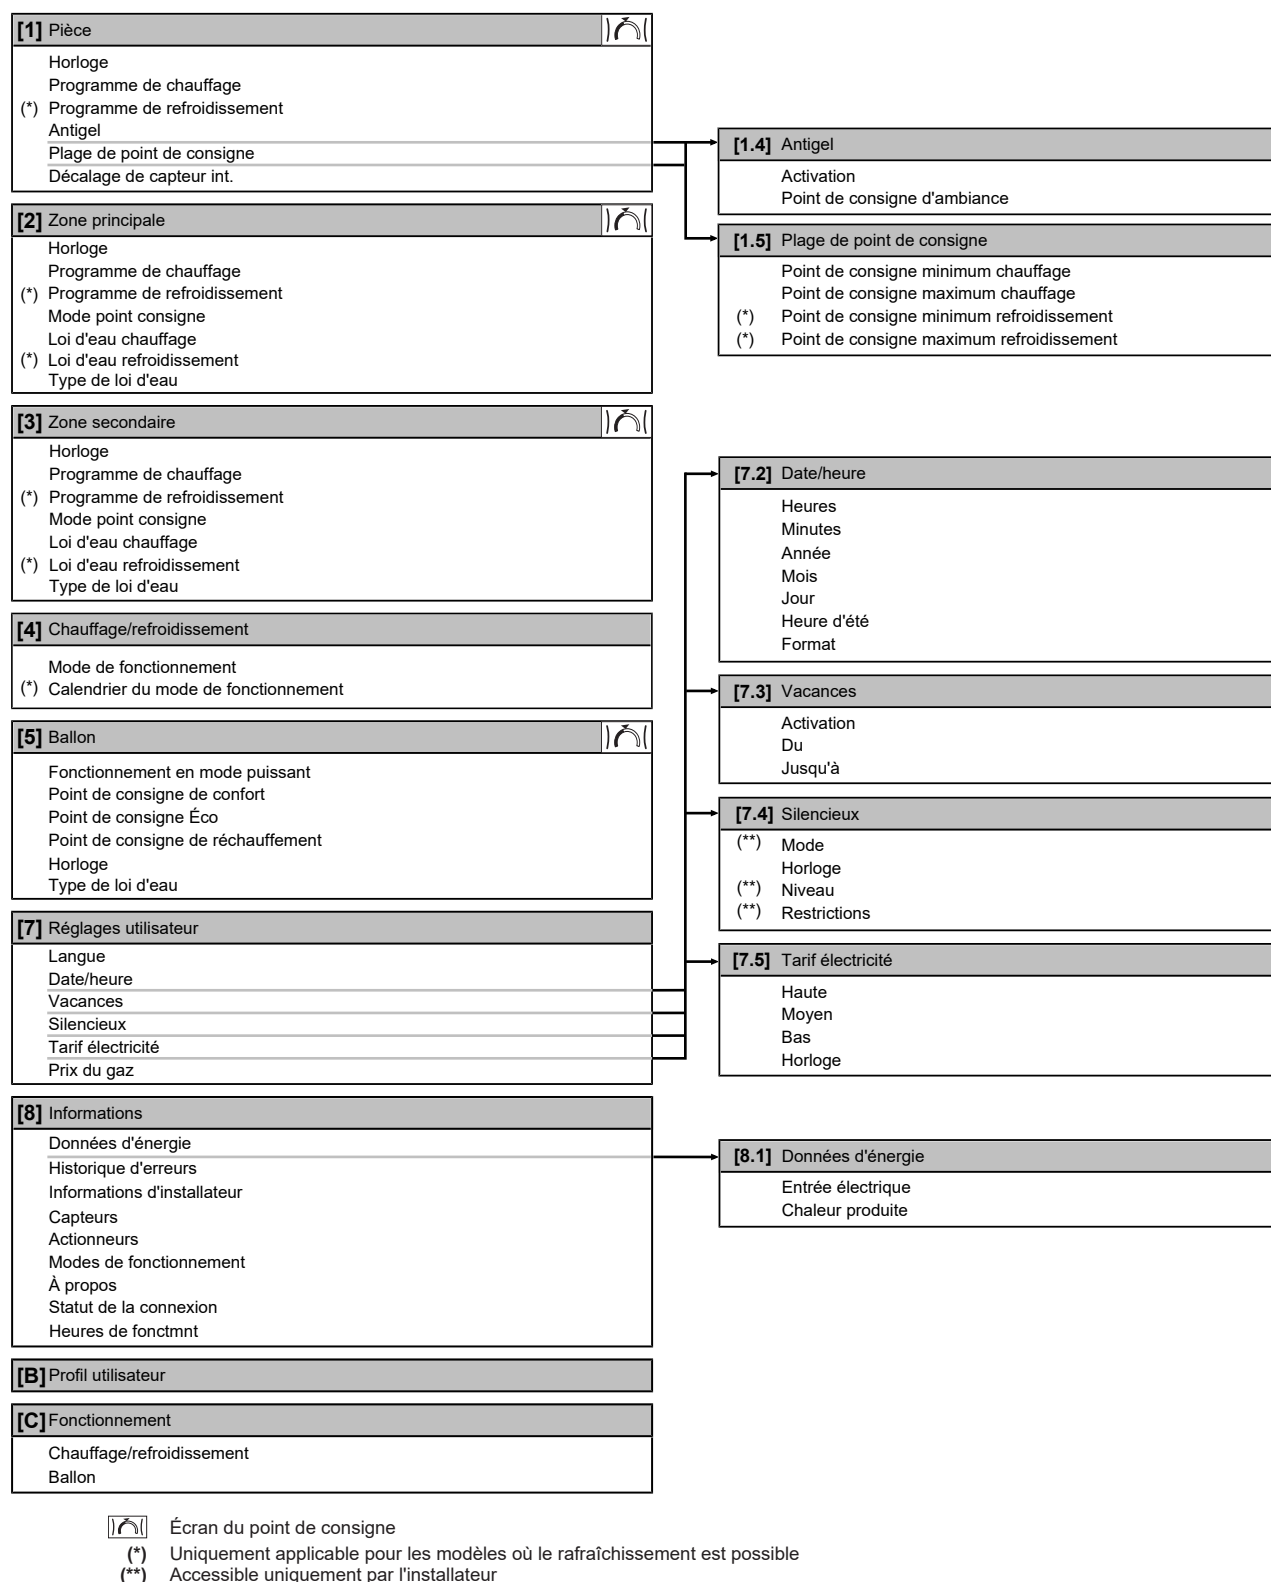 [1] Pièce
Horloge
Programme de chauffage
(*) Programme de refroidissement
Antigel
Plage de point de consigne
Décalage de capteur int.
[2] Zone principale
Horloge
Programme de chauffage
(*) Programme de refroidissement
Mode point consigne
Loi d'eau chauffage
(*) Loi d'eau refroidissement
Type de loi d'eau
[3] Zone secondaire
Horloge
Programme de chauffage
(*) Programme de refroidissement
Mode point consigne
Loi d'eau chauffage
(*) Loi d'eau refroidissement
Type de loi d'eau
[4] Chauffage/refroidissement
Mode de fonctionnement
(*) Calendrier du mode de fonctionnement
[5] Ballon
Fonctionnement en mode puissant
Point de consigne de confort
Point de consigne Éco
Point de consigne de réchauffement
Horloge
Type de loi d'eau
[7] Réglages utilisateur
Langue
Date/heure
Vacances
Silencieux
Tarif électricité
Prix du gaz
[8] Informations
Données d'énergie
Historique d'erreurs
Informations d'installateur
Capteurs
Actionneurs
Modes de fonctionnement
À propos
Statut de la connexion
Heures de fonctmnt
[B] Profil utilisateur
[C] Fonctionnement
Chauffage/refroidissement
Ballon
[1.4] Antigel
Activation
Point de consigne d'ambiance
[1.5] Plage de point de consigne
Point de consigne minimum chauffage
Point de consigne maximum chauffage
(*) Point de consigne minimum refroidissement
(*) Point de consigne maximum refroidissement
[7.2] Date/heure
Heures
Minutes
Année
Mois
Jour
Heure d'été
Format
[7.3] Vacances
Activation
Du
Jusqu'à
[7.4] Silencieux
(**) Mode
Horloge
(**) Niveau
(**) Restrictions
[7.5] Tarif électricité
Haute
Moyen
Bas
Horloge
[8.1] Données d'énergie
Entrée électrique
Chaleur produite
Écran du point de consigne
(*) Uniquement applicable pour les modèles où le rafraîchissement est possible
(**) Accessible uniquement par l'installateur